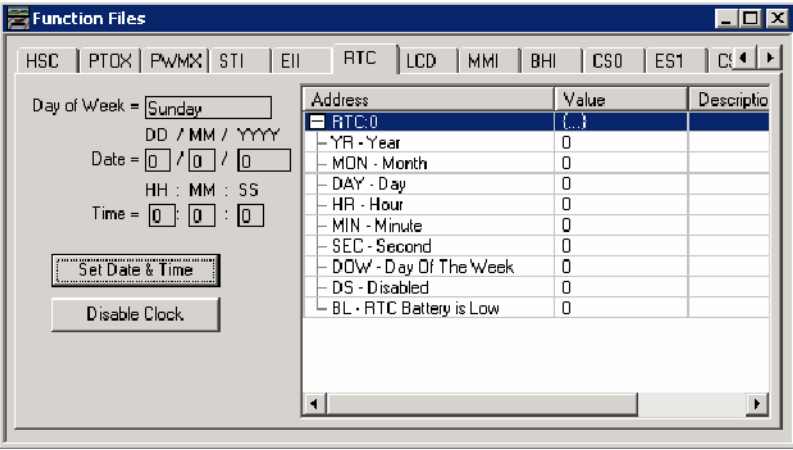 Function Files
HSC PTOX PWMX STI EII RTC LCD MMI BHI CS0 ES1
Day of Week = Sunday
DD / MM / YYYY
Date = 0 / 0 / 0
HH : MM : SS
Time = 0 : 0 : 0
Set Date & Time
Disable Clock
Address Value Descriptio
RTC:0 {...}
YR - Year 0
MON - Month 0
DAY - Day 0
HR - Hour 0
MIN - Minute 0
SEC - Second 0
DOW - Day Of The Week 0
DS - Disabled 0
BL - RTC Battery is Low 0